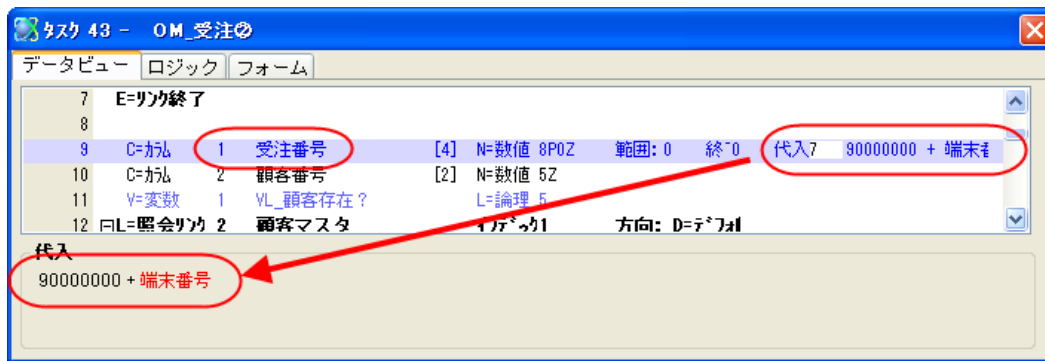 タスク 43 - OM_受注②
データビュー ロジック フォーム
7 E=リンク終了
8
9 C=カラム 1 受注番号 [4] N=数値 8P0Z 範囲: 0 終~0 代入7 90000000 + 端末
10 C=カラム 2 顧客番号 [2] N=数値 5Z
11 V=変数 1 VL_顧客存在? L=論理 5
12 L=照会リンク 2 顧客マスタ 方向: D=デフォル
代入
90000000 + 端末番号